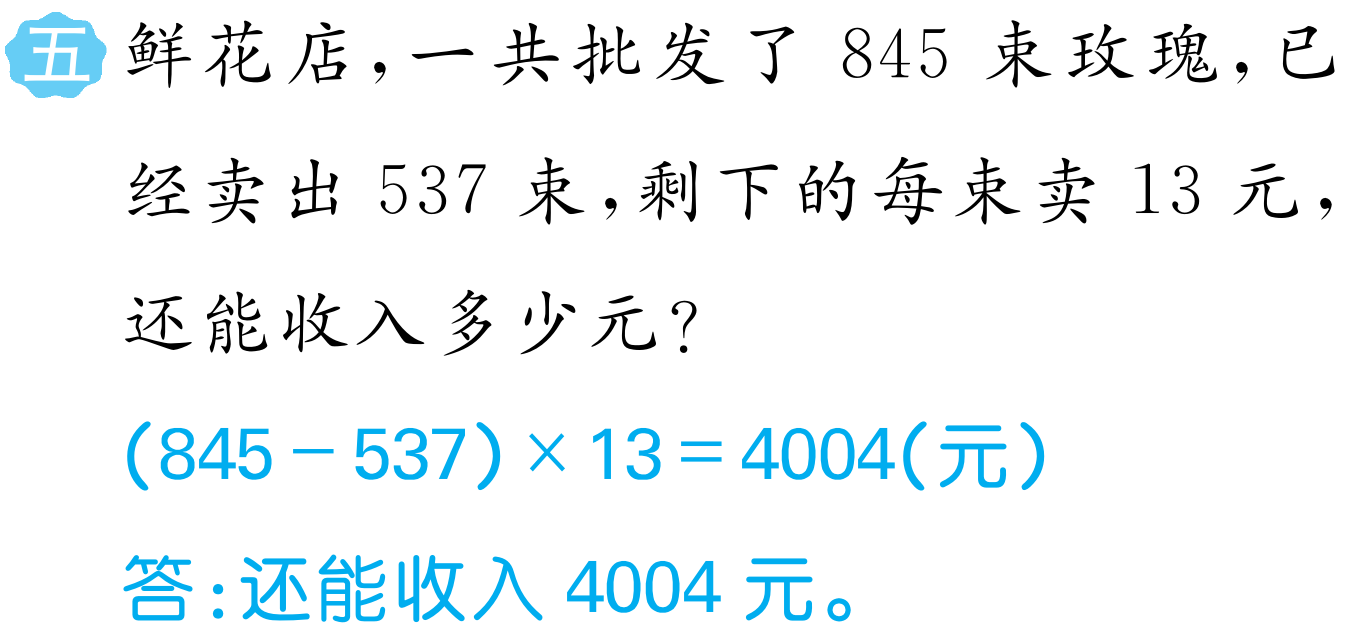 五 鲜花店,一共批发了 845 束玫瑰,已
经卖出 537 束,剩下的每束卖 13 元,
还能收入多少元?
(845-537)×13=4004(元)
答:还能收入 4004 元。